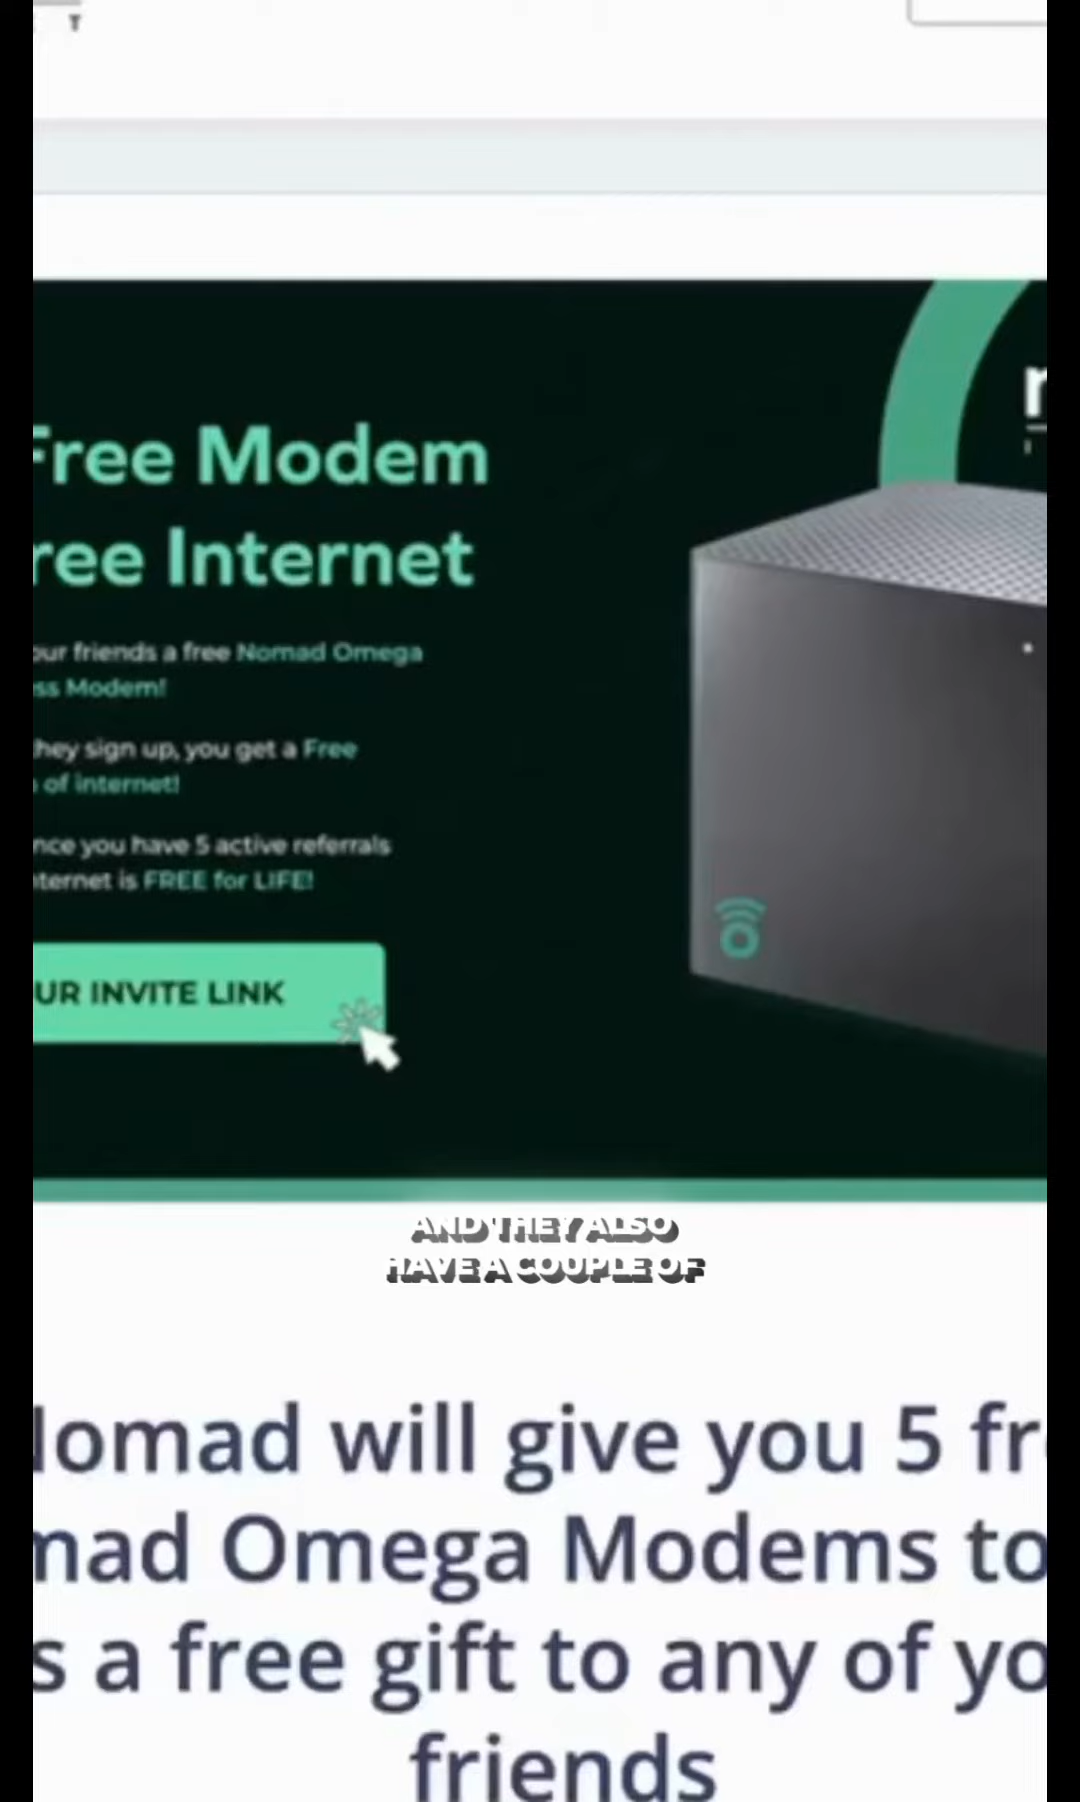 T
Free Modem
ree Internet
our friends a free Nomad Omega
ss Modem!
hey sign up, you get a Free
of internet!
nce you have 5 active referrals
ternet is FREE for LIFE!
UR INVITE LINK
AND THEY ALSO
HAVE A COUPLE OF
Nomad will give you 5 fr
mad Omega Modems to
s a free gift to any of yo
friends